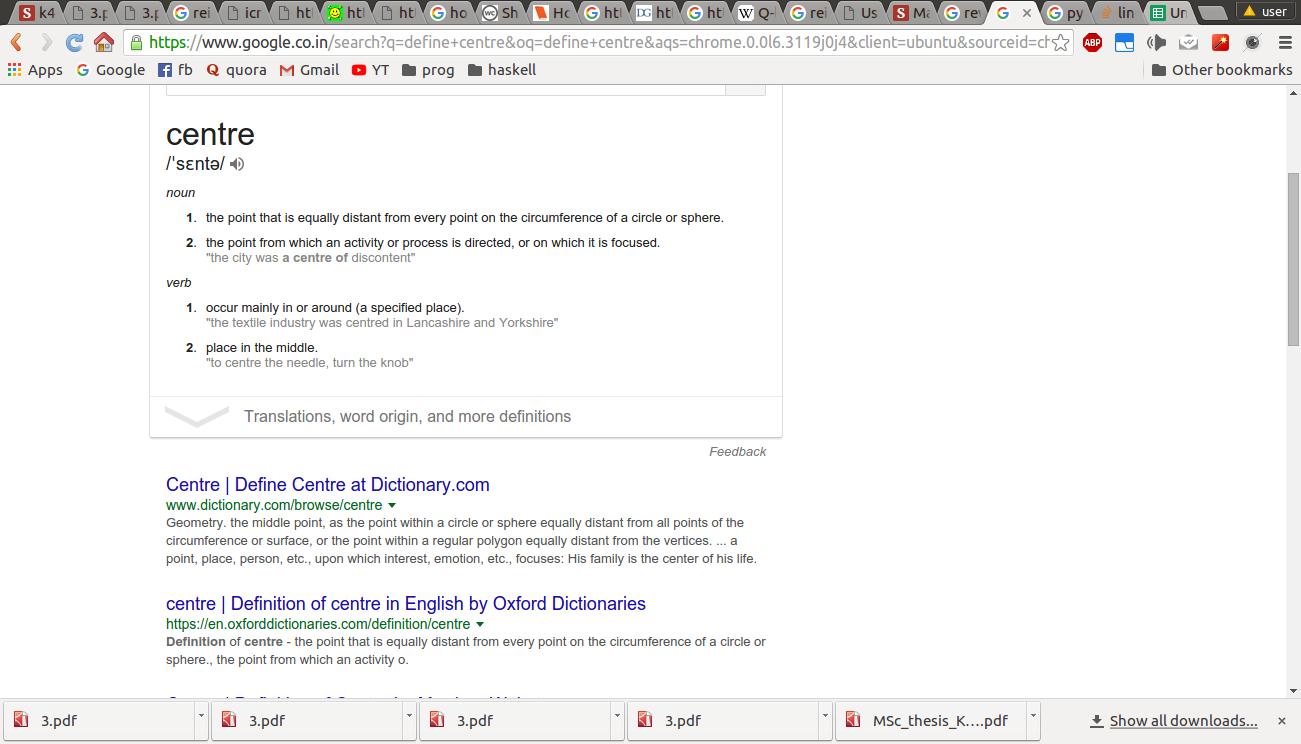 k4 3.p 3.p rei icr ht ht ht ho Sh Ho ht ht ht Q- rei Us Ma re py lin Un user
https://www.google.co.in/search?q=define+centre&oq=define+centre&aqs=chrome.0.0l6.3119j0j4&client=ubuntu&sourceid=ch ABP
Apps Google fb quora Gmail YT prog haskell Other bookmarks
centre
/ˈsɛntə/
noun
1. the point that is equally distant from every point on the circumference of a circle or sphere.
2. the point from which an activity or process is directed, or on which it is focused.
"the city was a centre of discontent"
verb
1. occur mainly in or around (a specified place).
"the textile industry was centred in Lancashire and Yorkshire"
2. place in the middle.
"to centre the needle, turn the knob"
Translations, word origin, and more definitions
Feedback
Centre | Define Centre at Dictionary.com
www.dictionary.com/browse/centre
Geometry. the middle point, as the point within a circle or sphere equally distant from all points of the
circumference or surface, or the point within a regular polygon equally distant from the vertices. ... a
point, place, person, etc., upon which interest, emotion, etc., focuses: His family is the center of his life.
centre | Definition of centre in English by Oxford Dictionaries
https://en.oxforddictionaries.com/definition/centre
Definition of centre - the point that is equally distant from every point on the circumference of a circle or
sphere., the point from which an activity o.
3.pdf 3.pdf 3.pdf 3.pdf MSc_thesis_K....pdf Show all downloads...